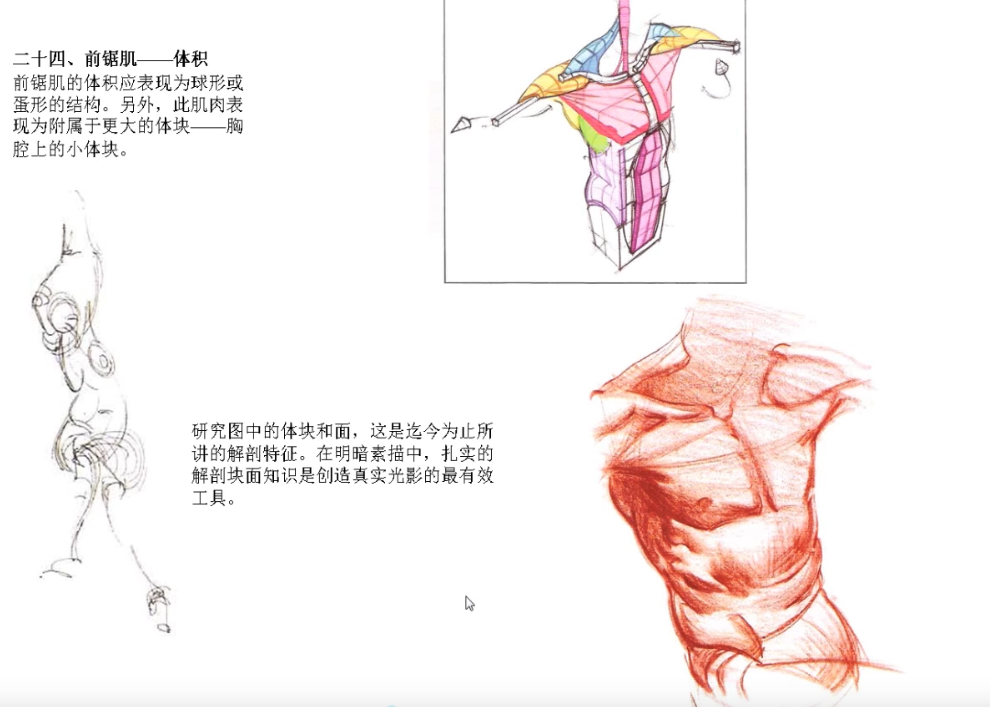 二十四、前锯肌——体积
前锯肌的体积应表现为球形或
蛋形的结构。另外，此肌肉表
现为附属于更大的体块——胸
腔上的小体块。
研究图中的体块和面，这是迄今为止所
讲的解剖特征。在明暗素描中，扎实的
解剖块面知识是创造真实光影的最有效
工具。